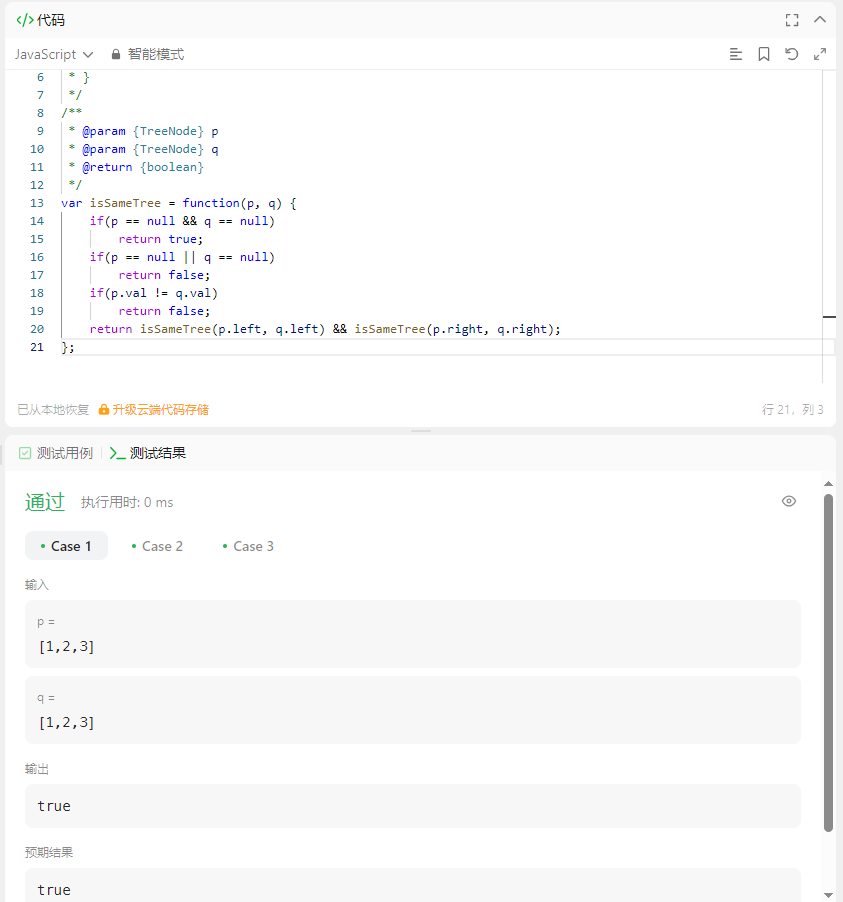 </> 代码
JavaScript 智能模式
6 * }
7 */
8 /**
9 * @param {TreeNode} p
10 * @param {TreeNode} q
11 * @return {boolean}
12 */
13 var isSameTree = function(p, q) {
14 if(p == null && q == null)
15 return true;
16 if(p == null || q == null)
17 return false;
18 if(p.val != q.val)
19 return false;
20 return isSameTree(p.left, q.left) && isSameTree(p.right, q.right);
21 };
已从本地恢复 升级云端代码存储 行 21, 列 3
测试用例 >_ 测试结果
通过 执行用时: 0 ms
• Case 1 • Case 2 • Case 3
输入
p =
[1,2,3]
q =
[1,2,3]
输出
true
预期结果
true